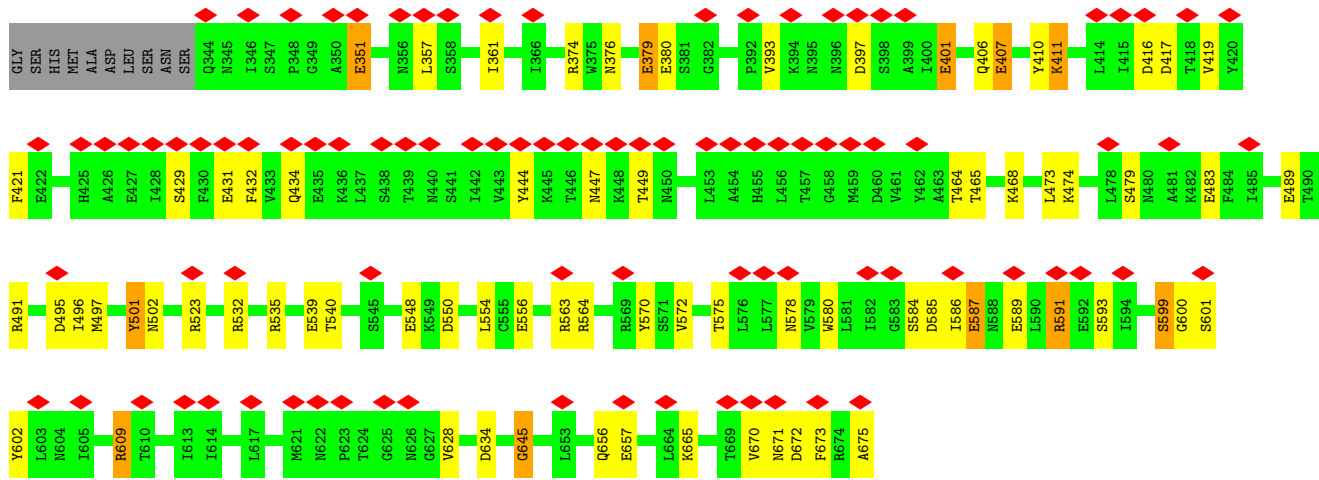 GLY SER HIS MET ALA ASP LEU SER ASN SER Q344 N345 I346 S347 P348 G349 A350 E351 N356 L357 S358 I361 I366 R374 W375 N376 E379 E380 S381 G382 P392 V393 K394 N395 N396 D397 S398 A399 I400 E401 Q406 E407 Y410 K411 L414 I415 D416 D417 T418 V419 Y420
F421 E422 H425 A426 E427 I428 S429 F430 E431 F432 V433 Q434 E435 K436 L437 S438 T439 N440 S441 I442 V443 Y444 K445 T446 N447 K448 T449 N450 L453 A454 H455 L456 T457 G458 M459 D460 V461 Y462 A463 T464 T465 K468 L473 K474 L478 S479 N480 A481 K482 E483 F484 I485 E489 T490
R491 D495 I496 M497 Y501 N502 R523 R532 R535 E539 T540 S545 E548 K549 D550 L554 C555 E556 R563 R564 R569 Y570 S571 V572 T575 L576 L577 N578 V579 W580 L581 I582 G583 S584 D585 I586 E587 N588 E589 L590 R591 E592 S593 I594 S599 G600 S601
Y602 L603 N604 I605 R609 T610 I613 I614 L617 M621 N622 P623 T624 G625 N626 G627 V628 D634 G645 L653 Q656 E657 L664 K665 T669 V670 N671 D672 F673 R674 A675